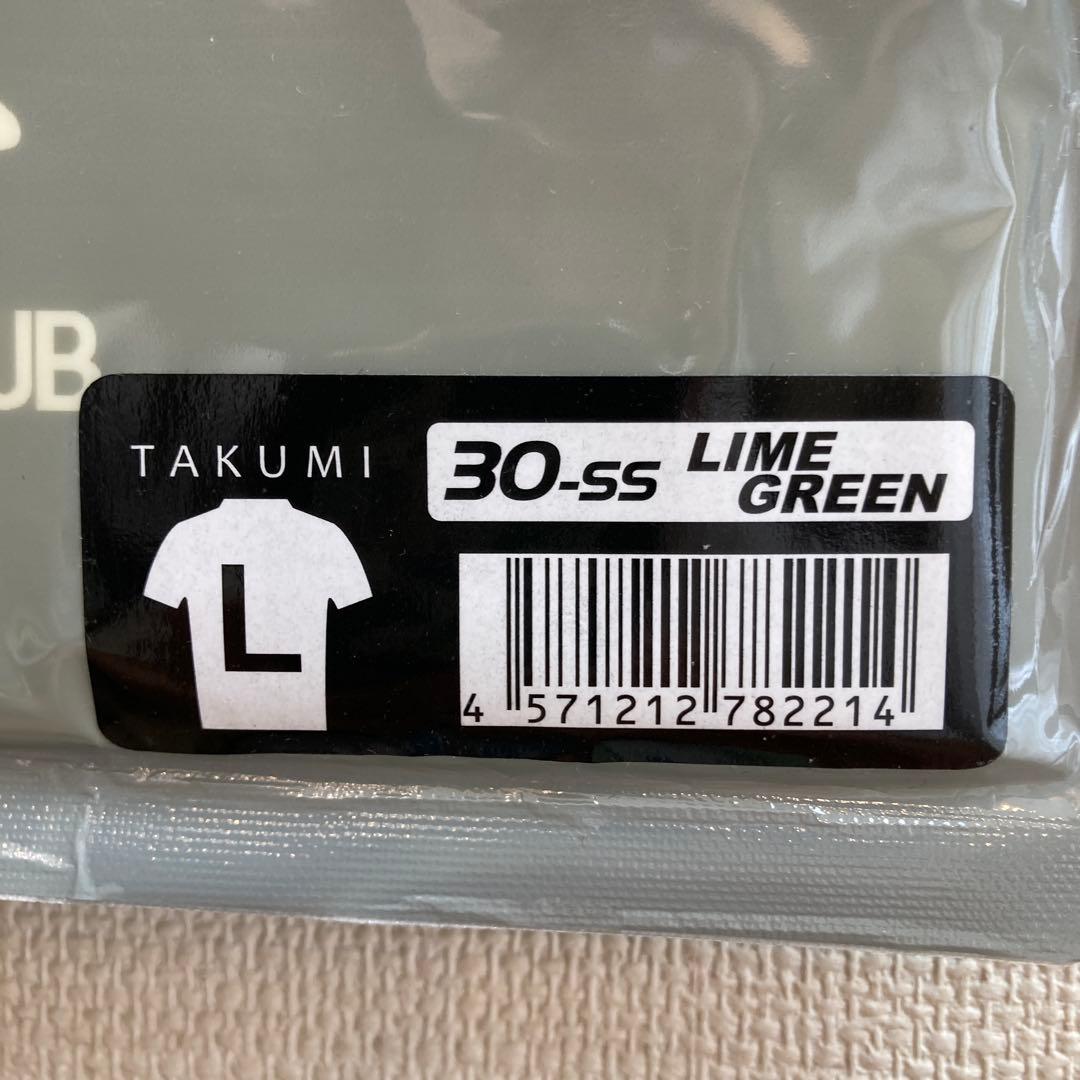 UB
TAKUMI
30-SS LIME GREEN
L
4 571212 782214